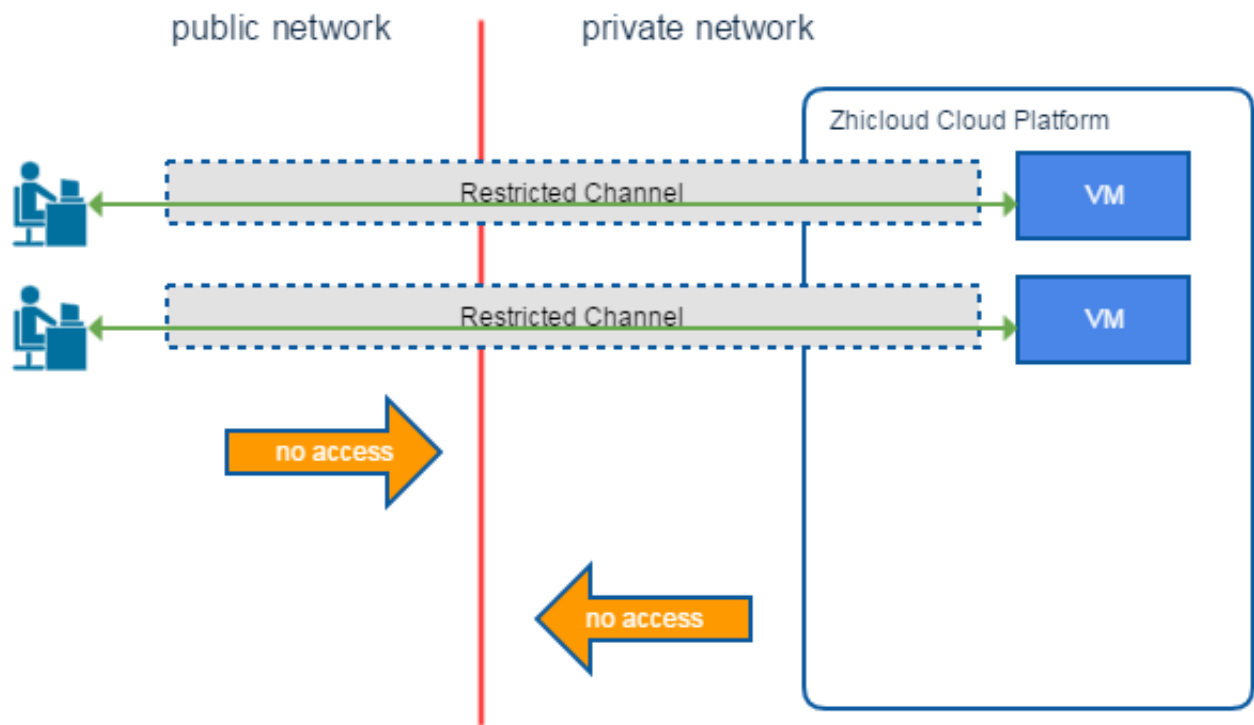 public network
private network
Zhicloud Cloud Platform
Restricted Channel
VM
Restricted Channel
VM
no access
no access